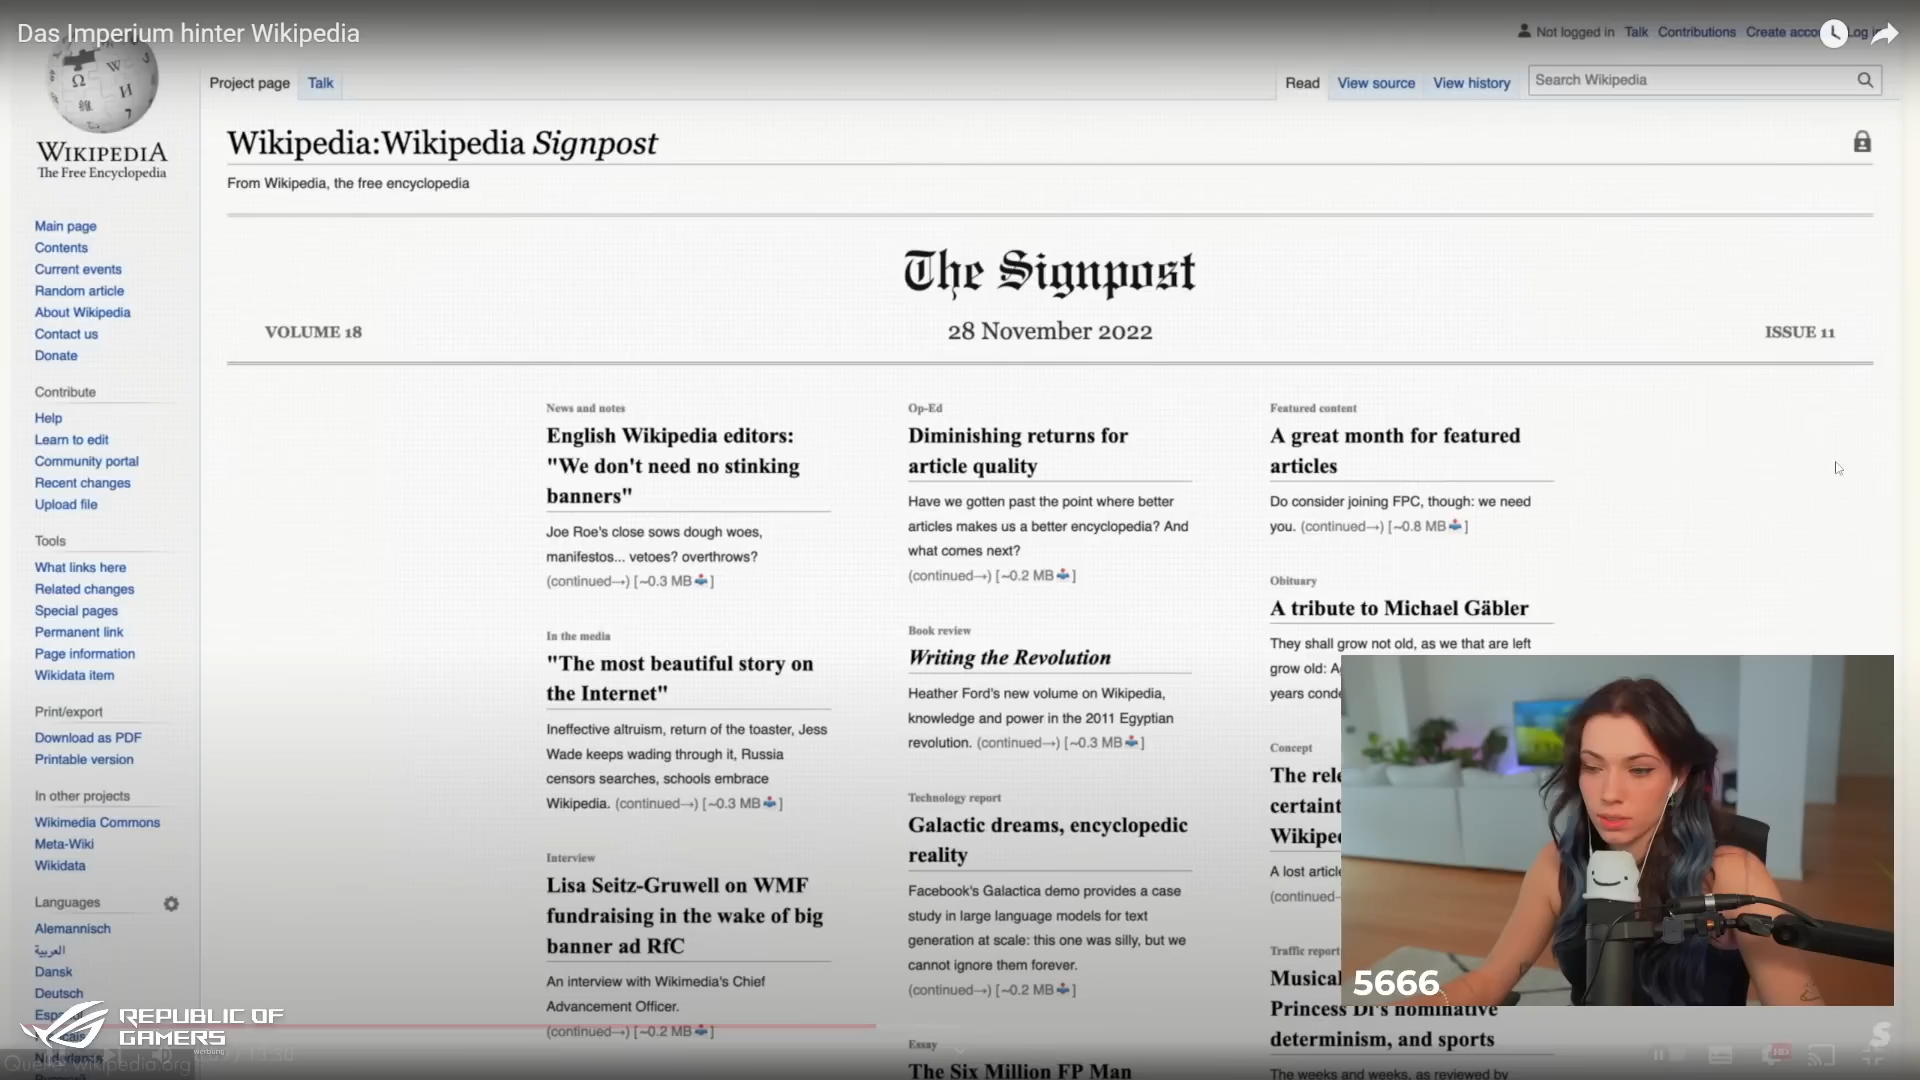 Das Imperium hinter Wikipedia
Not logged in Talk Contributions Create Log
Project page Talk
Read View source View history Search Wikipedia
WIKIPEDIA
The Free Encyclopedia
Wikipedia:Wikipedia Signpost
From Wikipedia, the free encyclopedia
Main page
Contents
Current events
Random article
About Wikipedia
Contact us
Donate
Contribute
Help
Learn to edit
Community portal
Recent changes
Upload file
Tools
What links here
Related changes
Special pages
Permanent link
Page information
Wikidata item
Print/export
Download as PDF
Printable version
In other projects
Wikimedia Commons
Meta-Wiki
Wikidata
Languages
Alemannisch
العربية
Dansk
Deutsch
The Signpost
VOLUME 18
28 November 2022
ISSUE 11
News and notes
English Wikipedia editors:
"We don't need no stinking
banners"
Joe Roe's close sows dough woes,
manifestos... vetoes? overthrows?
(continued→) [~0.3 MB]
In the media
"The most beautiful story on
the Internet"
Ineffective altruism, return of the toaster, Jess
Wade keeps wading through it, Russia
censors searches, schools embrace
Wikipedia. (continued→) [~0.3 MB]
Interview
Lisa Seitz-Gruwell on WMF
fundraising in the wake of big
banner ad RfC
An interview with Wikimedia's Chief
Advancement Officer.
(continued→) [~0.2 MB]
Op-Ed
Diminishing returns for
article quality
Have we gotten past the point where better
articles makes us a better encyclopedia? And
what comes next?
(continued→) [~0.2 MB]
Book review
Writing the Revolution
Heather Ford's new volume on Wikipedia,
knowledge and power in the 2011 Egyptian
revolution. (continued→) [~0.3 MB]
Technology report
Galactic dreams, encyclopedic
reality
Facebook's Galactica demo provides a case
study in large language models for text
generation at scale: this one was silly, but we
cannot ignore them forever.
(continued→) [~0.2 MB]
Essay
The Six Million FP Man
Featured content
A great month for featured
articles
Do consider joining FPC, though: we need
you. (continued→) [~0.8 MB]
Obituary
A tribute to Michael Gäbler
They shall grow not old, as we that are left
grow old:
years
Concept
The
A lost
Traffic report
Musical
Princess Di's nominative
determinism, and sports
The weeks and weeks, as reviewed by
5666
REPUBLIC OF
GAMERS
werbung
Quelle: wikipedia.org
HD